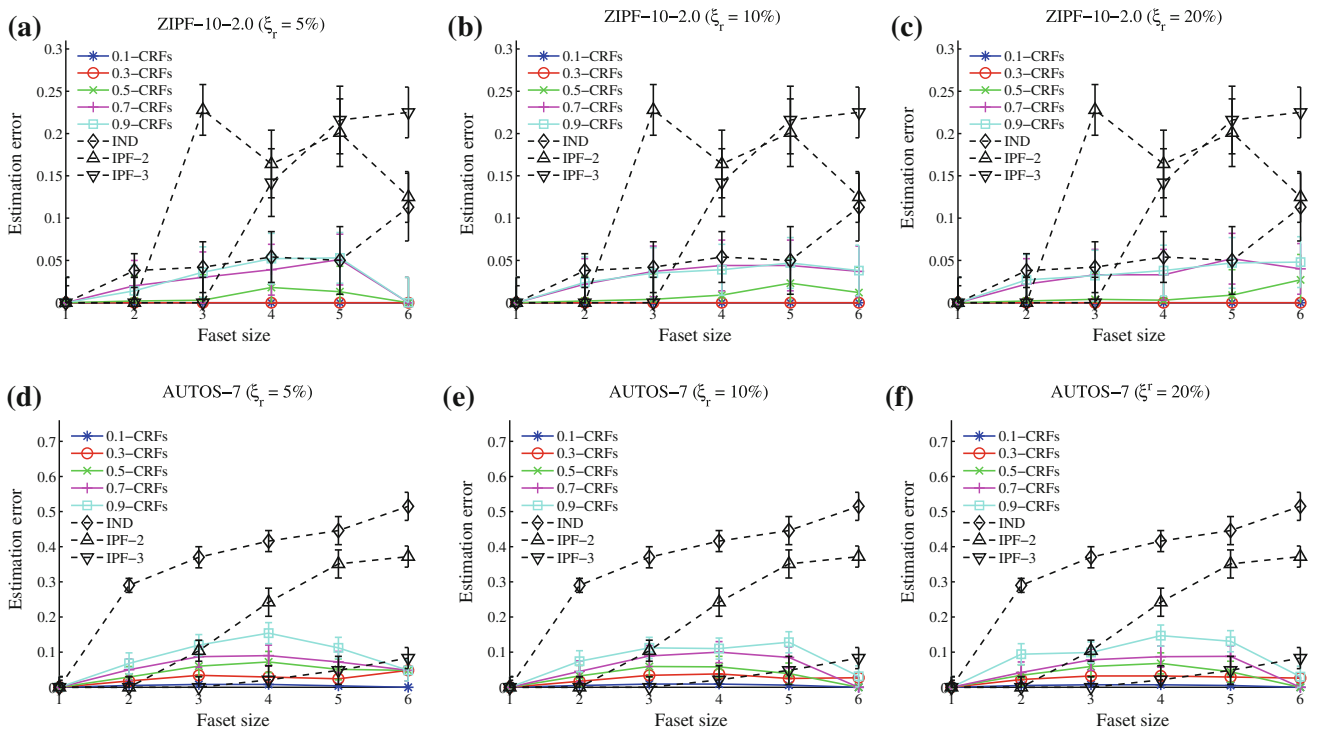 (a)
ZIPF-10-2.0 (ξr = 5%)
0.3
0.25
0.2
0.15
0.1
0.05
0
Estimation error
0.1-CRFs
0.3-CRFs
0.5-CRFs
0.7-CRFs
0.9-CRFs
IND
IPF-2
IPF-3
1 2 3 4 5 6
Faset size
(b)
ZIPF-10-2.0 (ξr = 10%)
0.3
0.25
0.2
0.15
0.1
0.05
0
Estimation error
0.1-CRFs
0.3-CRFs
0.5-CRFs
0.7-CRFs
0.9-CRFs
IND
IPF-2
IPF-3
1 2 3 4 5 6
Faset size
(c)
ZIPF-10-2.0 (ξr = 20%)
0.3
0.25
0.2
0.15
0.1
0.05
0
Estimation error
0.1-CRFs
0.3-CRFs
0.5-CRFs
0.7-CRFs
0.9-CRFs
IND
IPF-2
IPF-3
1 2 3 4 5 6
Faset size
(d)
AUTOS-7 (ξr = 5%)
0.7
0.6
0.5
0.4
0.3
0.2
0.1
0
Estimation error
0.1-CRFs
0.3-CRFs
0.5-CRFs
0.7-CRFs
0.9-CRFs
IND
IPF-2
IPF-3
1 2 3 4 5 6
Faset size
(e)
AUTOS-7 (ξr = 10%)
0.7
0.6
0.5
0.4
0.3
0.2
0.1
0
Estimation error
0.1-CRFs
0.3-CRFs
0.5-CRFs
0.7-CRFs
0.9-CRFs
IND
IPF-2
IPF-3
1 2 3 4 5 6
Faset size
(f)
AUTOS-7 (ξr = 20%)
0.7
0.6
0.5
0.4
0.3
0.2
0.1
0
Estimation error
0.1-CRFs
0.3-CRFs
0.5-CRFs
0.7-CRFs
0.9-CRFs
IND
IPF-2
IPF-3
1 2 3 4 5 6
Faset size